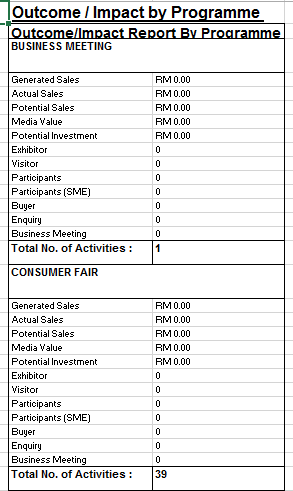 Outcome / Impact by Programme
Outcome/Impact Report By Programme
BUSINESS MEETING
Generated Sales RM 0.00
Actual Sales RM 0.00
Potential Sales RM 0.00
Media Value RM 0.00
Potential Investment RM 0.00
Exhibitor 0
Visitor 0
Participants 0
Participants (SME) 0
Buyer 0
Enquiry 0
Business Meeting 0
Total No. of Activities : 1
CONSUMER FAIR
Generated Sales RM 0.00
Actual Sales RM 0.00
Potential Sales RM 0.00
Media Value RM 0.00
Potential Investment RM 0.00
Exhibitor 0
Visitor 0
Participants 0
Participants (SME) 0
Buyer 0
Enquiry 0
Business Meeting 0
Total No. of Activities : 39